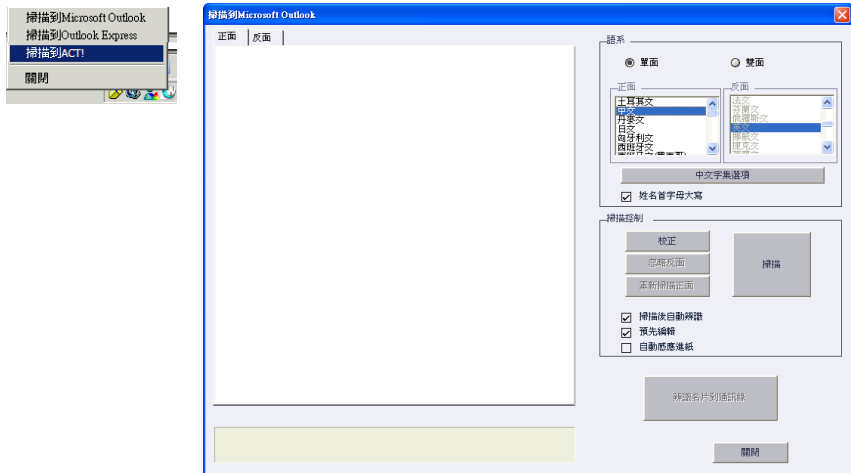 掃描到Microsoft Outlook
掃描到Outlook Express
掃描到ACT!
關閉
掃描到Microsoft Outlook
正面
反面
語系
單面
雙面
正面
反面
土耳其文
中文
丹麥文
日文
匈牙利文
西班牙文
法文
芬蘭文
俄羅斯文
英文
挪威文
捷克文
中文字集選項
姓名首字母大寫
掃描控制
校正
忽略反面
重新掃描正面
掃描
掃描後自動辨識
預先編輯
自動感應進紙
辨識名片到通訊錄
關閉